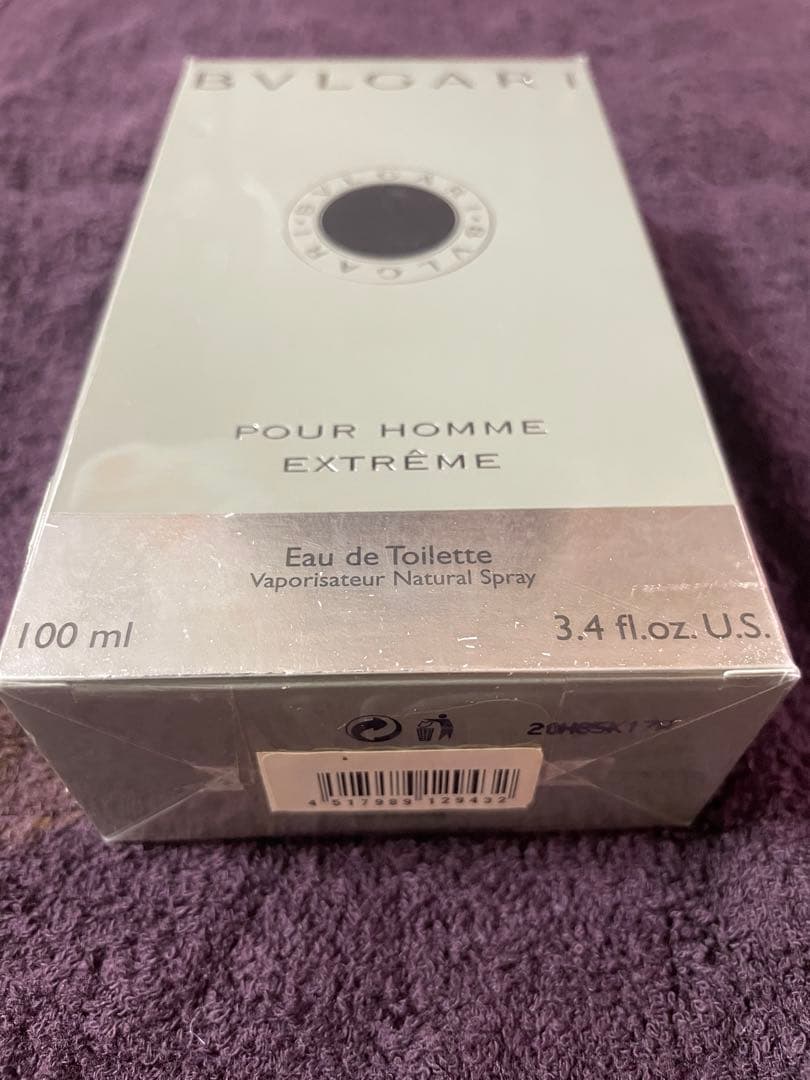 BVLGARI
BVLGARI • BVLGARI •
POUR HOMME
EXTRÊME
Eau de Toilette
Vaporisateur Natural Spray
100 ml
3.4 fl.oz. U.S.
4 517989 129432